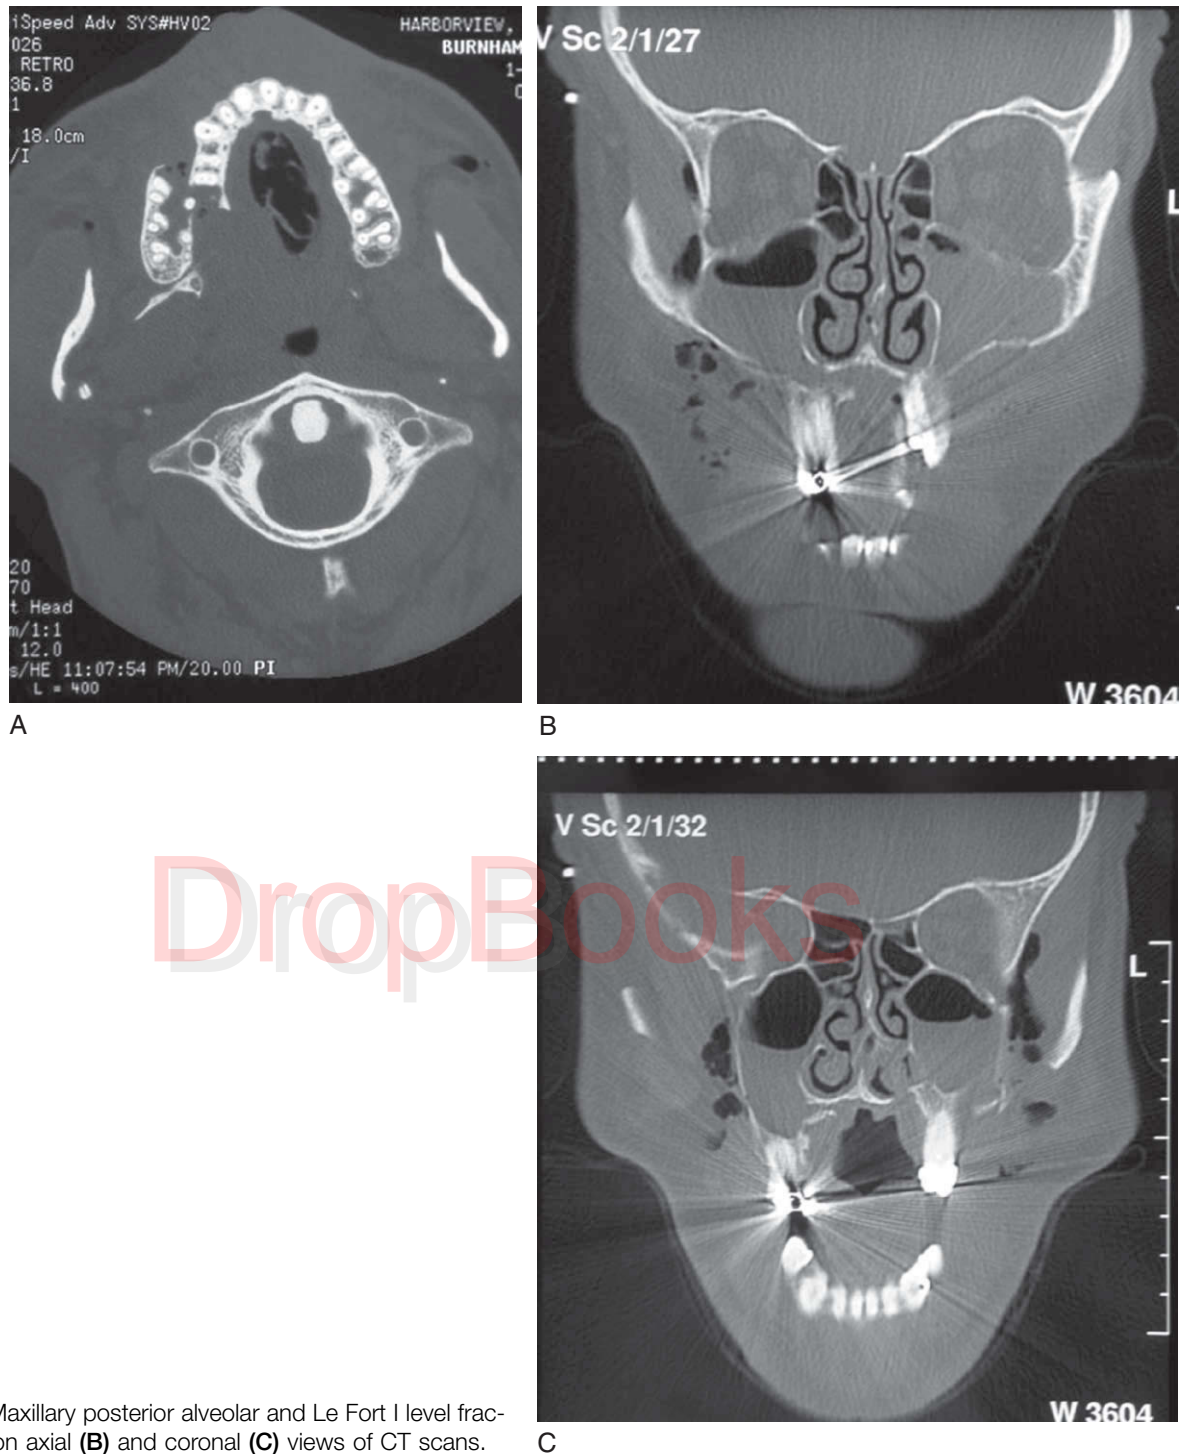 iSpeed Adv SYS#HV02
026
RETRO
36.8
1
18.0cm
/I
HARBORVIEW,
BURNHAM
1-
20
70
t Head
m/1:1
12.0
s/HE 11:07:54 PM/20.00 PI
L = 400
A
V Sc 2/1/27
L
W 3604
B
V Sc 2/1/32
L
W 3604
C
DropBooks
Maxillary posterior alveolar and Le Fort I level frac-
on axial (B) and coronal (C) views of CT scans.